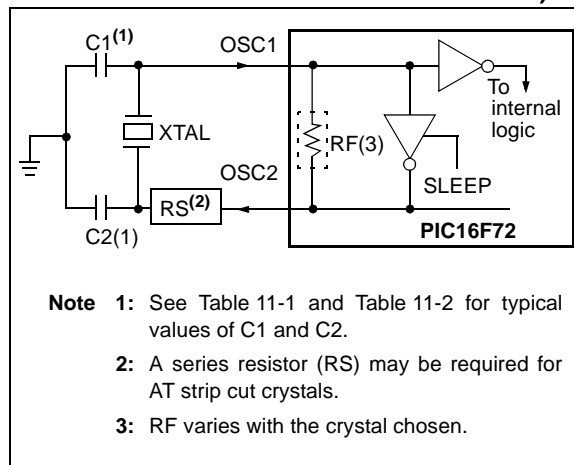 C1(1)
OSC1
To
internal
logic
XTAL
RF(3)
OSC2
SLEEP
RS(2)
C2(1)
PIC16F72
Note 1: See Table 11-1 and Table 11-2 for typical
values of C1 and C2.
2: A series resistor (RS) may be required for
AT strip cut crystals.
3: RF varies with the crystal chosen.